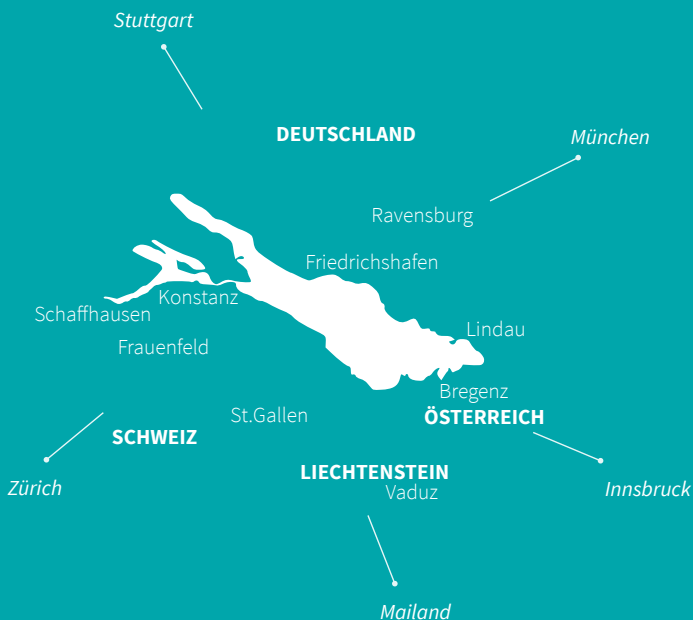 Stuttgart
DEUTSCHLAND
München
Ravensburg
Friedrichshafen
Konstanz
Schaffhausen
Lindau
Frauenfeld
Bregenz
St.Gallen
ÖSTERREICH
SCHWEIZ
LIECHTENSTEIN
Vaduz
Zürich
Innsbruck
Mailand